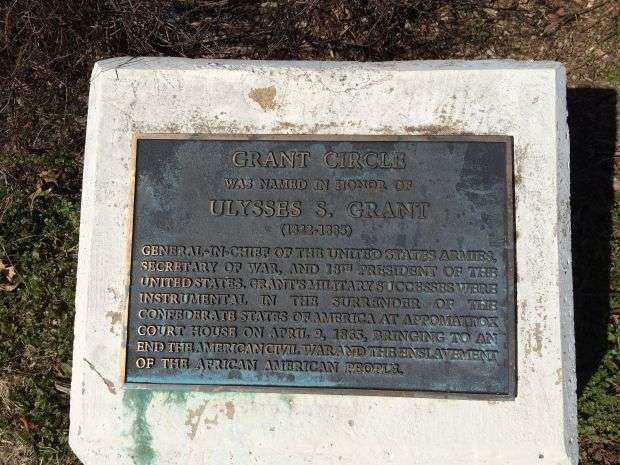 GRANT CIRCLE
WAS NAMED IN HONOR OF
ULYSSES S. GRANT
(1822-1885)
GENERAL-IN-CHIEF OF THE UNITED STATES ARMIES,
SECRETARY OF WAR, AND 18TH PRESIDENT OF THE
UNITED STATES. GRANT'S MILITARY SUCCESSES WERE
INSTRUMENTAL IN THE SURRENDER OF THE
CONFEDERATE STATES OF AMERICA AT APPOMATTOX
COURT HOUSE ON APRIL 9, 1865, BRINGING TO AN
END THE AMERICAN CIVIL WAR AND THE ENSLAVEMENT
OF THE AFRICAN AMERICAN PEOPLE.